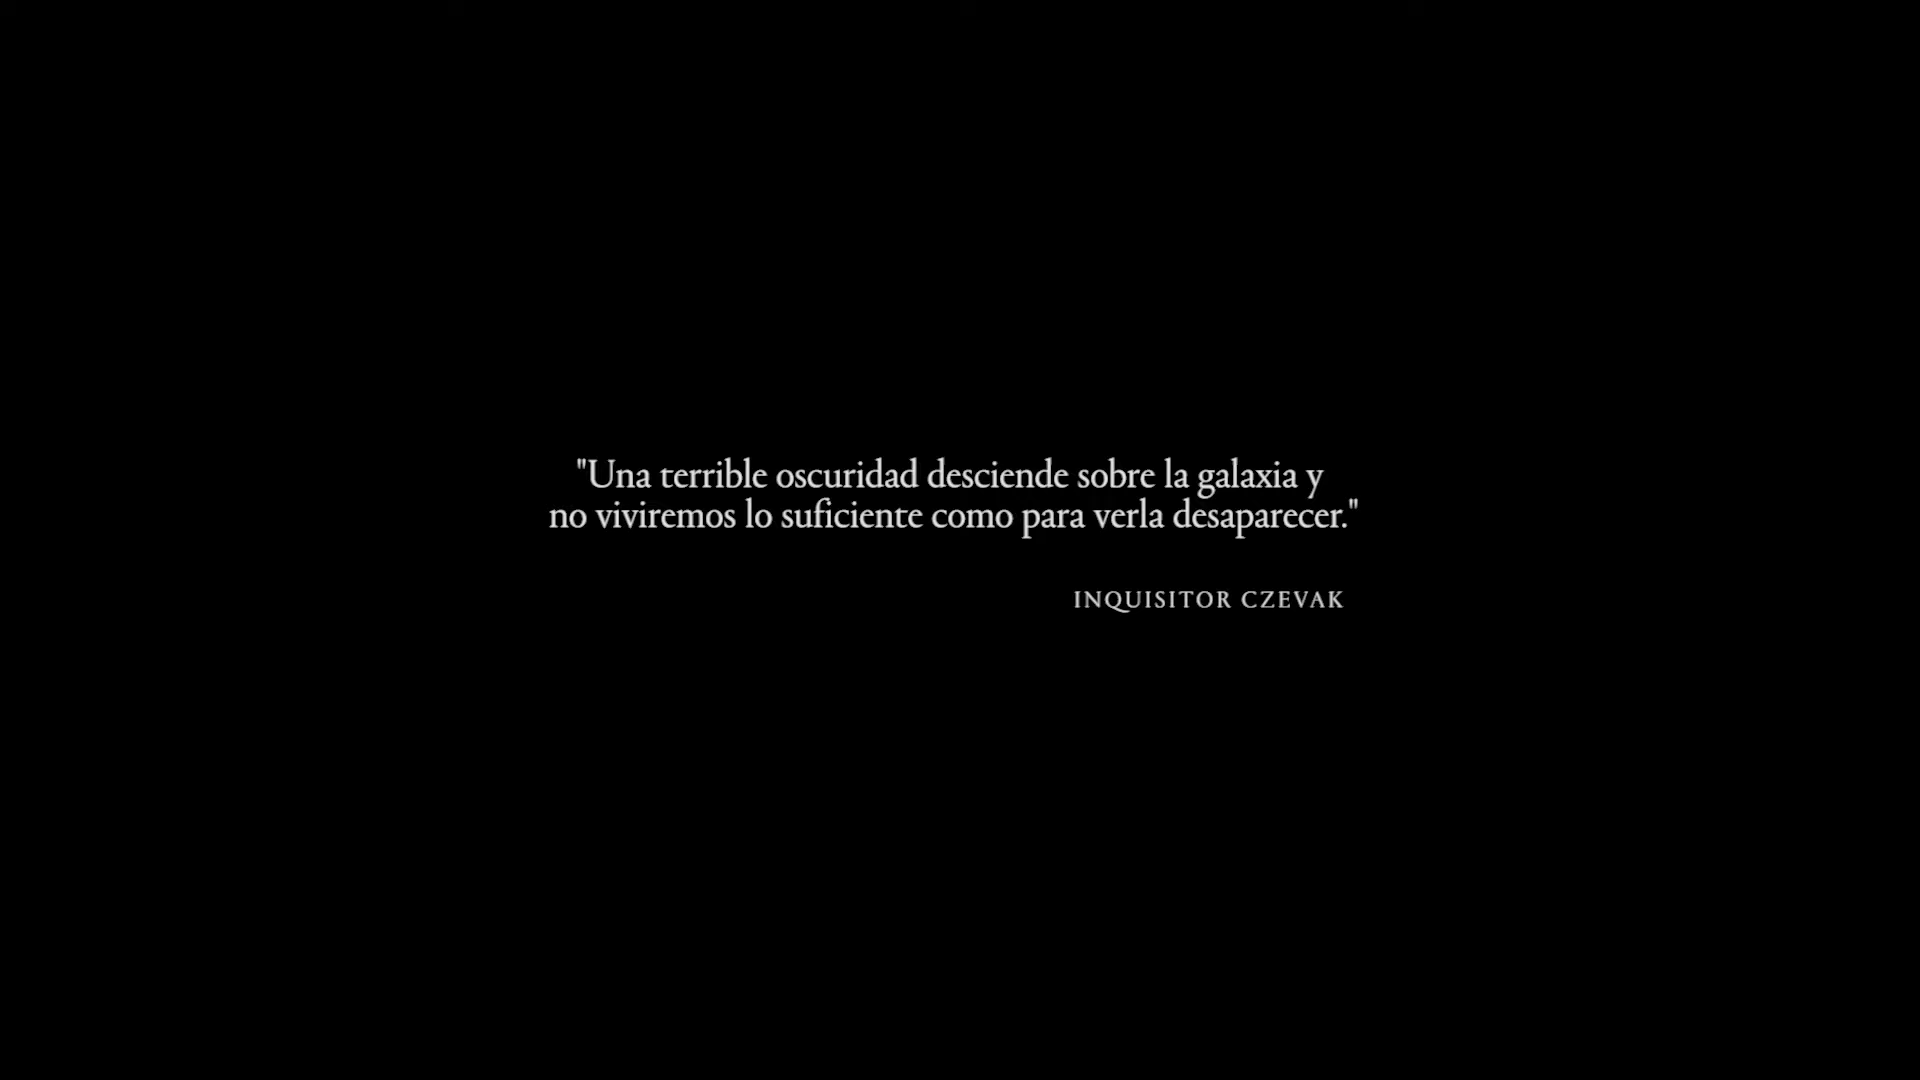 "Una terrible oscuridad desciende sobre la galaxia y
no viviremos lo suficiente como para verla desaparecer."
INQUISITOR CZEVAK